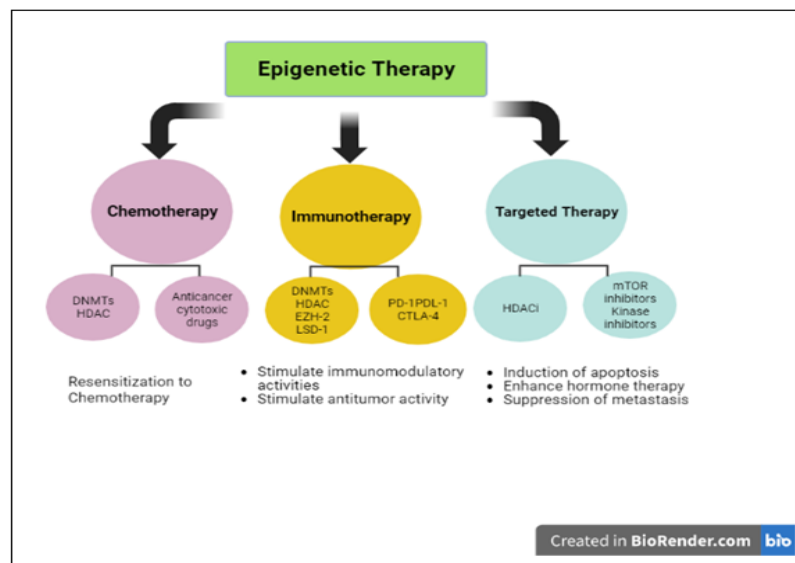 Epigenetic Therapy
Chemotherapy
Immunotherapy
Targeted Therapy
DNMTs
HDAC
Anticancer
cytotoxic
drugs
DNMTs
HDAC
EZH-2
LSD-1
PD-1PDL-1
CTLA-4
HDACi
mTOR
inhibitors
Kinase
inhibitors
Resensitization to
Chemotherapy
• Stimulate immunomodulatory
activities
• Stimulate antitumor activity
• Induction of apoptosis
• Enhance hormone therapy
• Suppression of metastasis
Created in BioRender.com bio